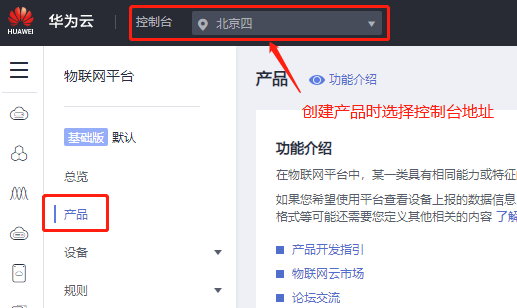 HUAWEI 华为云 控制台 北京四
物联网平台
产品 功能介绍
创建产品时选择控制台地址
基础版 默认
功能介绍
总览
在物联网平台中，某一类具有相同能力或特征
如果您希望使用平台查看设备上报的数据信息
产品
格式等可能还需要您定义其他相关的内容 了解
设备
产品开发指引
物联网云市场
规则
论坛交流